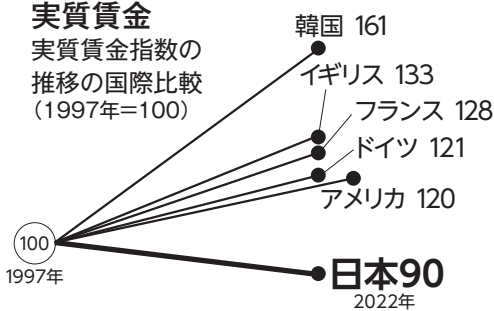 実質賃金
実質賃金指数の
推移の国際比較
（1997年＝100）
韓国 161
イギリス 133
フランス 128
ドイツ 121
アメリカ 120
100
1997年
日本90
2022年